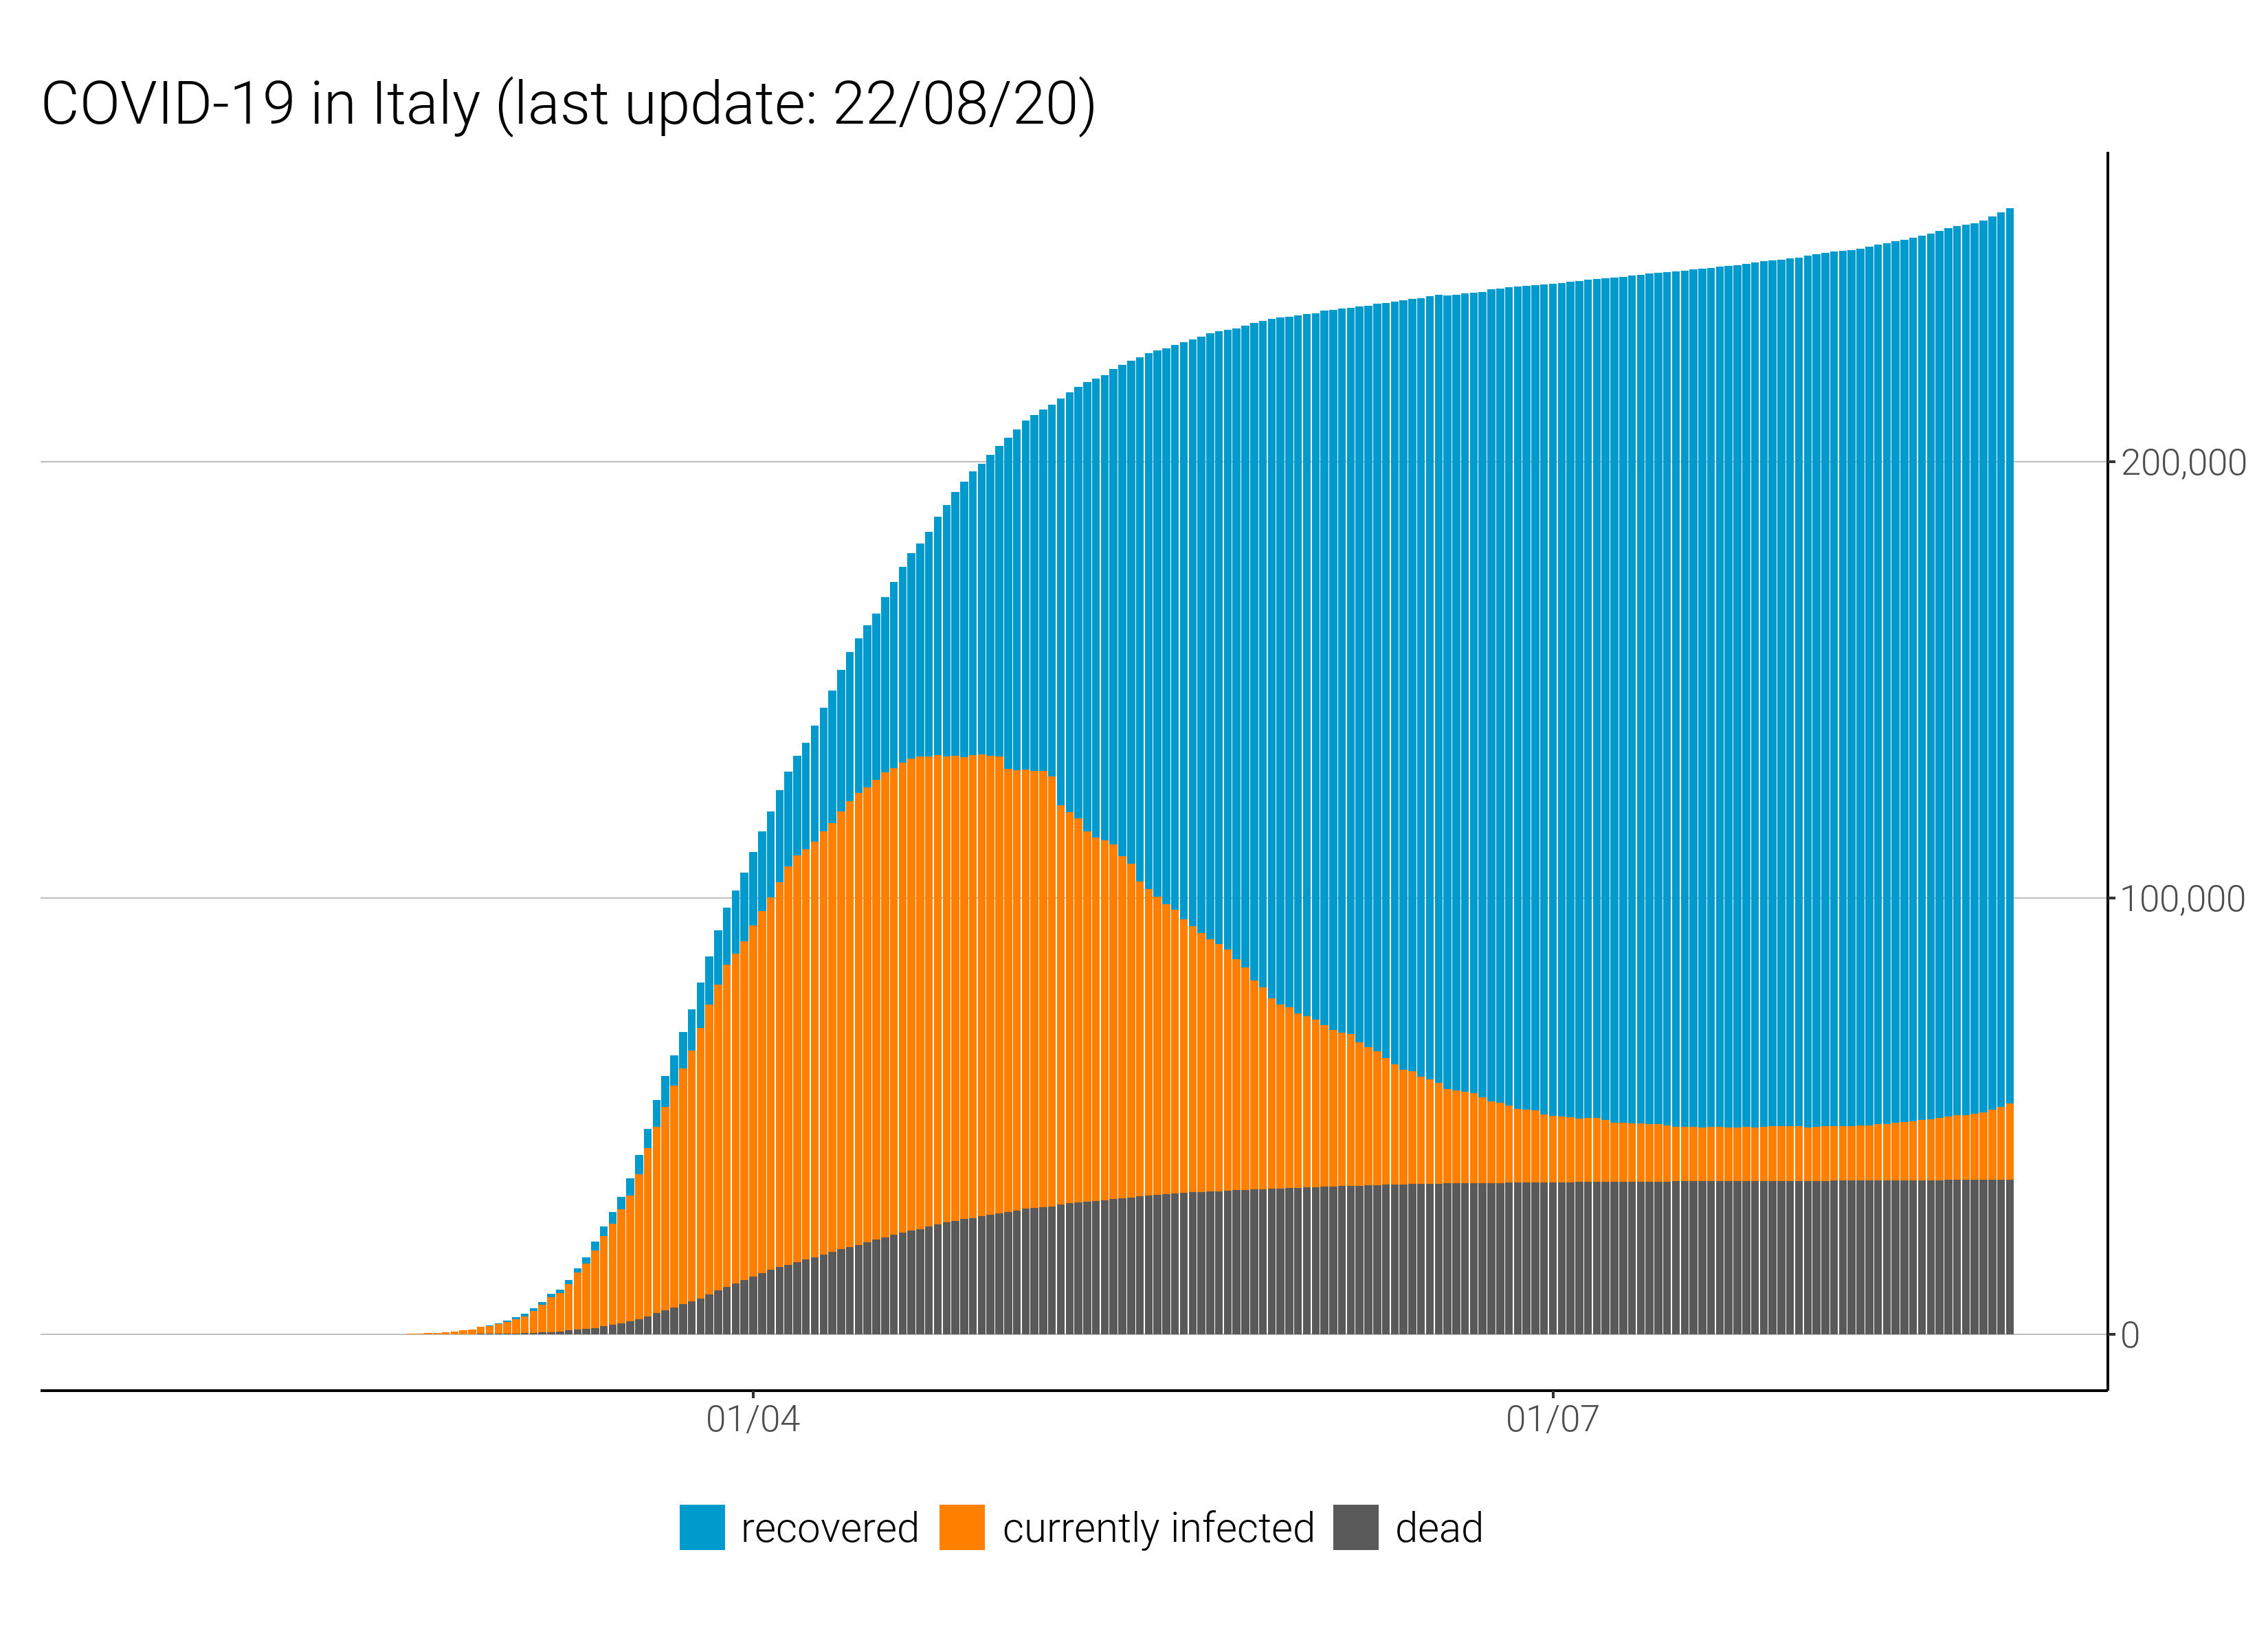 COVID-19 in Italy (last update: 22/08/20)
200,000
100,000
0
01/04 01/07
recovered currently infected dead